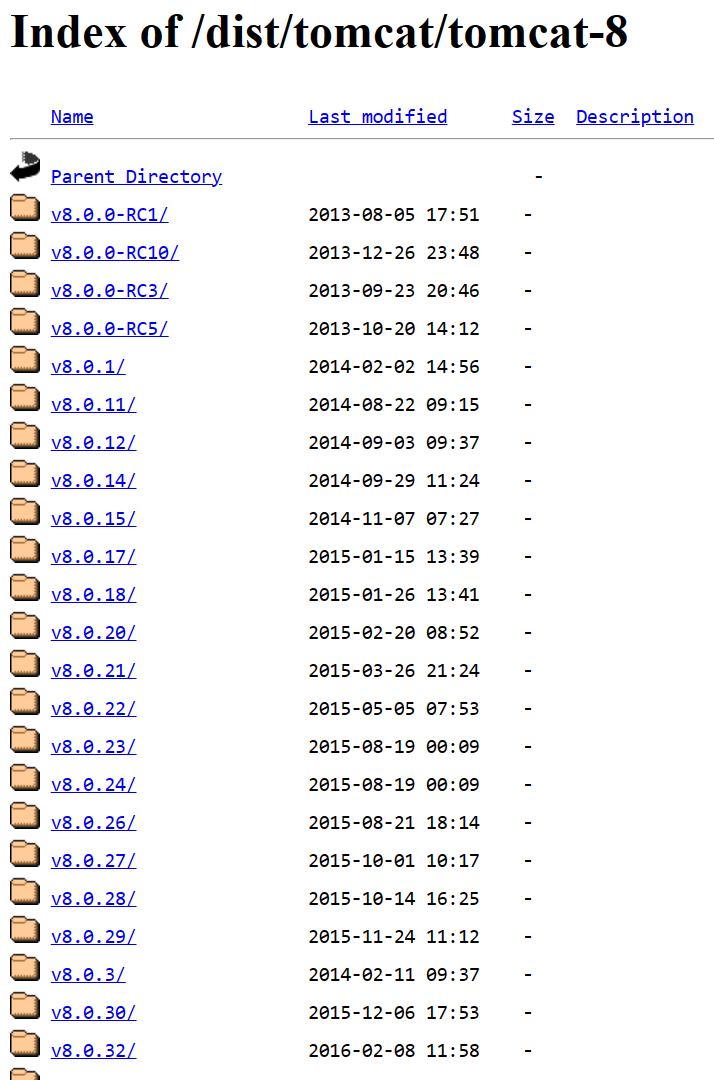 Index of /dist/tomcat/tomcat-8
Name Last modified Size Description
Parent Directory -
v8.0.0-RC1/ 2013-08-05 17:51 -
v8.0.0-RC10/ 2013-12-26 23:48 -
v8.0.0-RC3/ 2013-09-23 20:46 -
v8.0.0-RC5/ 2013-10-20 14:12 -
v8.0.1/ 2014-02-02 14:56 -
v8.0.11/ 2014-08-22 09:15 -
v8.0.12/ 2014-09-03 09:37 -
v8.0.14/ 2014-09-29 11:24 -
v8.0.15/ 2014-11-07 07:27 -
v8.0.17/ 2015-01-15 13:39 -
v8.0.18/ 2015-01-26 13:41 -
v8.0.20/ 2015-02-20 08:52 -
v8.0.21/ 2015-03-26 21:24 -
v8.0.22/ 2015-05-05 07:53 -
v8.0.23/ 2015-08-19 00:09 -
v8.0.24/ 2015-08-19 00:09 -
v8.0.26/ 2015-08-21 18:14 -
v8.0.27/ 2015-10-01 10:17 -
v8.0.28/ 2015-10-14 16:25 -
v8.0.29/ 2015-11-24 11:12 -
v8.0.3/ 2014-02-11 09:37 -
v8.0.30/ 2015-12-06 17:53 -
v8.0.32/ 2016-02-08 11:58 -